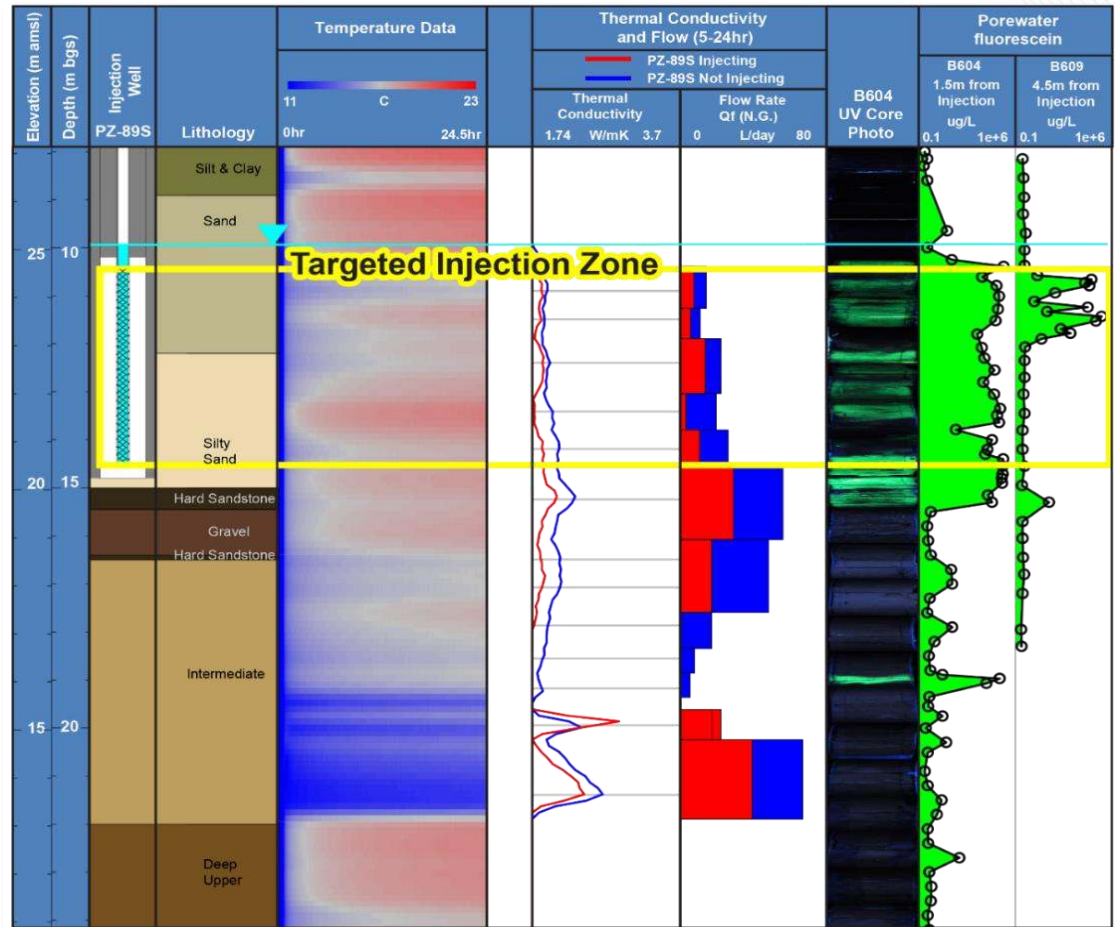 Elevation (m amsl)
Depth (m bgs)
Injection
Well
PZ-89S
Lithology
Temperature Data
11 C 23
0hr 24.5hr
Thermal Conductivity
and Flow (5-24hr)
PZ-89S Injecting
PZ-89S Not Injecting
Thermal
Conductivity
1.74 W/mK 3.7
Flow Rate
Qf (N.G.)
0 L/day 80
B604
UV Core
Photo
Porewater
fluorescein
B604
1.5m from
Injection
ug/L
0.1 1e+6
B609
4.5m from
Injection
ug/L
0.1 1e+6
Silt & Clay
Sand
25 10
Targeted Injection Zone
Silty
Sand
20 15
Hard Sandstone
Gravel
Hard Sandstone
Intermediate
15 20
Deep
Upper